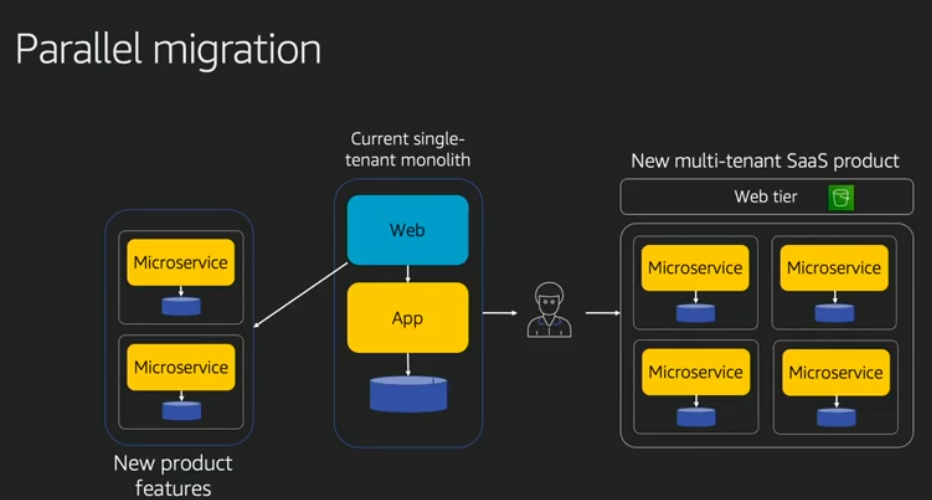 Parallel migration
Current single-
tenant monolith
New multi-tenant SaaS product
Web tier
Web
App
Microservice
Microservice
Microservice
Microservice
Microservice
Microservice
New product
features